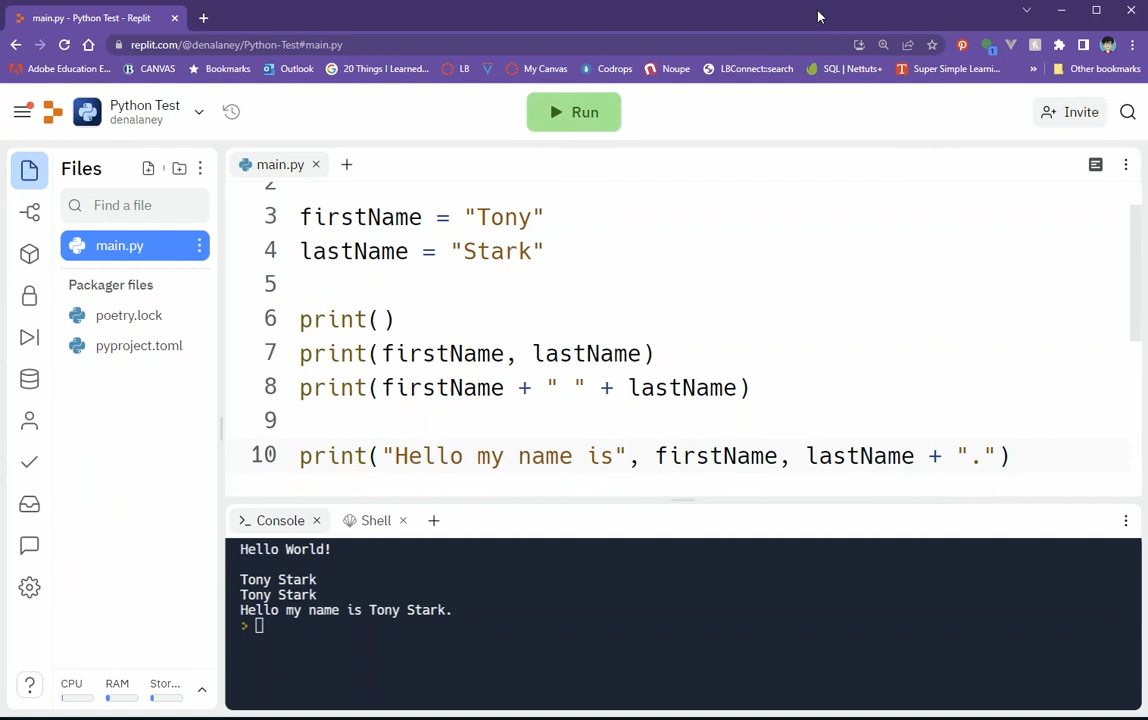 main.py - Python Test - Replit
replit.com/@denalaney/Python-Test#main.py
Adobe Education E... CANVAS Bookmarks Outlook 20 Things I Learned... LB My Canvas Codrops Noupe LBConnect::search SQL | Nettuts+ Super Simple Learni... » Other bookmarks
Python Test
denalaney
Run
Invite
Files
main.py
Find a file
main.py
Packager files
poetry.lock
pyproject.toml
2
3 firstName = "Tony"
4 lastName = "Stark"
5
6 print()
7 print(firstName, lastName)
8 print(firstName + " " + lastName)
9
10 print("Hello my name is", firstName, lastName + ".")
>_ Console Shell
Hello World!
Tony Stark
Tony Stark
Hello my name is Tony Stark.
>
? CPU RAM Stor...